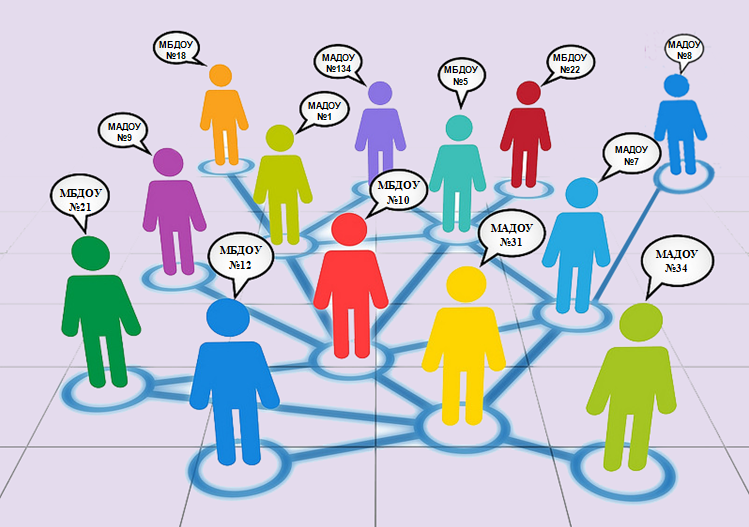 МБДОУ
№18
МАДОУ
№134
МБДОУ
№5
МБДОУ
№22
МАДОУ
№8
МАДОУ
№1
МАДОУ
№9
МАДОУ
№7
МБДОУ
№21
МБДОУ
№10
МБДОУ
№12
МАДОУ
№31
МАДОУ
№34